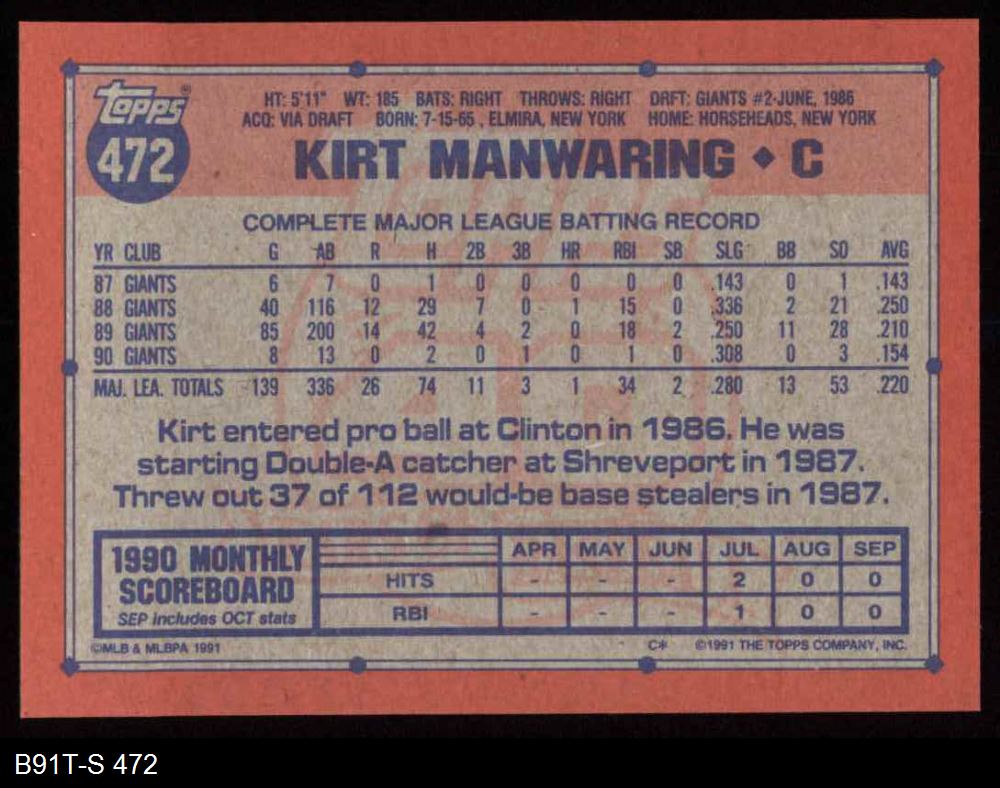 Topps®
472
HT: 5'11" WT: 185 BATS: RIGHT THROWS: RIGHT DRFT: GIANTS #2-JUNE, 1986
ACQ: VIA DRAFT BORN: 7-15-65 , ELMIRA, NEW YORK HOME: HORSEHEADS, NEW YORK
KIRT MANWARING ◆ C
COMPLETE MAJOR LEAGUE BATTING RECORD
YR CLUB G AB R H 2B 3B HR RBI SB SLG BB SO AVG
87 GIANTS 6 7 0 1 0 0 0 0 0 .143 0 1 .143
88 GIANTS 40 116 12 29 7 0 1 15 0 .336 2 21 .250
89 GIANTS 85 200 14 42 4 2 0 18 2 .250 11 28 .210
90 GIANTS 8 13 0 2 0 1 0 1 0 .308 0 3 .154
MAJ. LEA. TOTALS 139 336 26 74 11 3 1 34 2 .280 13 53 .220
Kirt entered pro ball at Clinton in 1986. He was
starting Double-A catcher at Shreveport in 1987.
Threw out 37 of 112 would-be base stealers in 1987.
1990 MONTHLY
SCOREBOARD
SEP includes OCT stats
APR MAY JUN JUL AUG SEP
HITS - - - 2 0 0
RBI - - - 1 0 0
©MLB & MLBPA 1991 C* ©1991 THE TOPPS COMPANY, INC.
B91T-S 472